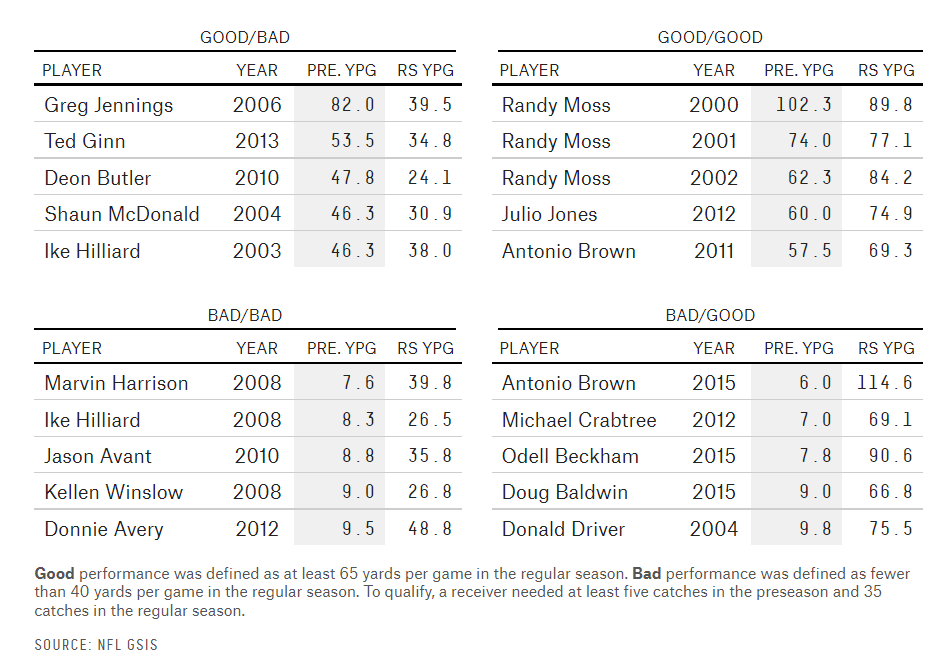 GOOD/BAD
PLAYER YEAR PRE. YPG RS YPG
Greg Jennings 2006 82.0 39.5
Ted Ginn 2013 53.5 34.8
Deon Butler 2010 47.8 24.1
Shaun McDonald 2004 46.3 30.9
Ike Hilliard 2003 46.3 38.0
GOOD/GOOD
PLAYER YEAR PRE. YPG RS YPG
Randy Moss 2000 102.3 89.8
Randy Moss 2001 74.0 77.1
Randy Moss 2002 62.3 84.2
Julio Jones 2012 60.0 74.9
Antonio Brown 2011 57.5 69.3
BAD/BAD
PLAYER YEAR PRE. YPG RS YPG
Marvin Harrison 2008 7.6 39.8
Ike Hilliard 2008 8.3 26.5
Jason Avant 2010 8.8 35.8
Kellen Winslow 2008 9.0 26.8
Donnie Avery 2012 9.5 48.8
BAD/GOOD
PLAYER YEAR PRE. YPG RS YPG
Antonio Brown 2015 6.0 114.6
Michael Crabtree 2012 7.0 69.1
Odell Beckham 2015 7.8 90.6
Doug Baldwin 2015 9.0 66.8
Donald Driver 2004 9.8 75.5
Good performance was defined as at least 65 yards per game in the regular season. Bad performance was defined as fewer
than 40 yards per game in the regular season. To qualify, a receiver needed at least five catches in the preseason and 35
catches in the regular season.
SOURCE: NFL GSIS